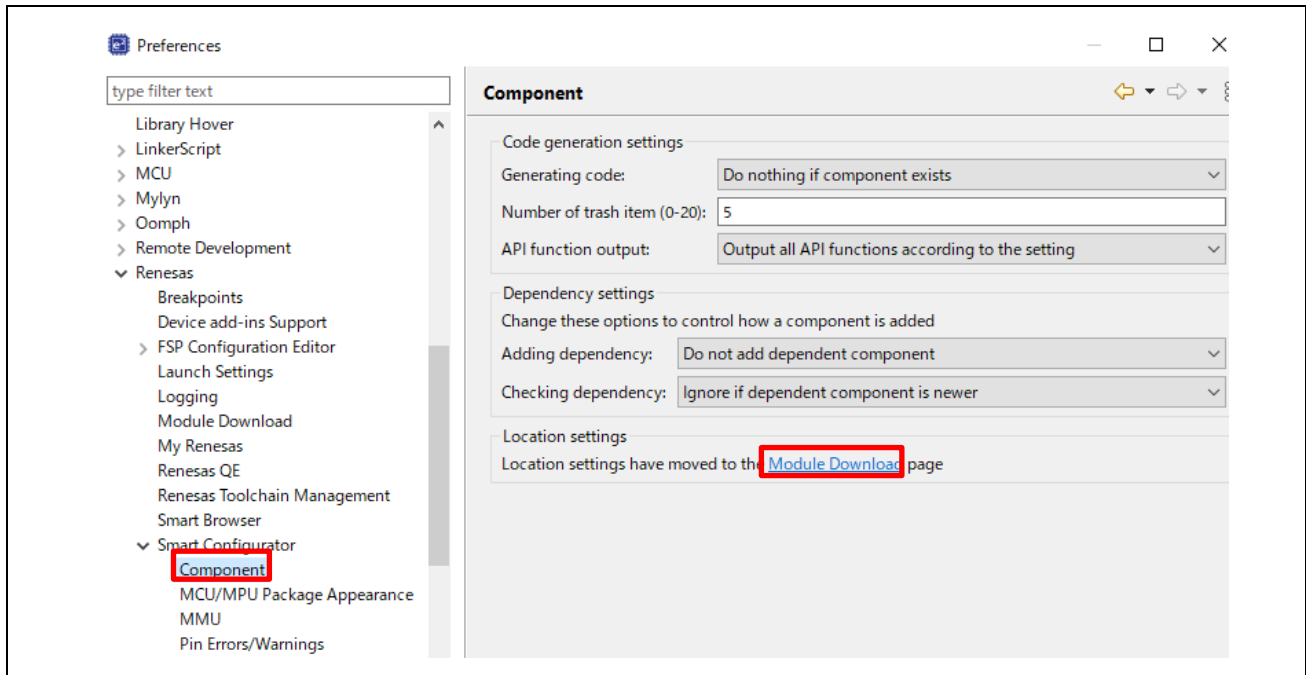 Preferences
type filter text
Library Hover
LinkerScript
MCU
Mylyn
Oomph
Remote Development
Renesas
Breakpoints
Device add-ins Support
FSP Configuration Editor
Launch Settings
Logging
Module Download
My Renesas
Renesas QE
Renesas Toolchain Management
Smart Browser
Smart Configurator
Component
MCU/MPU Package Appearance
MMU
Pin Errors/Warnings
Component
Code generation settings
Generating code: Do nothing if component exists
Number of trash item (0-20): 5
API function output: Output all API functions according to the setting
Dependency settings
Change these options to control how a component is added
Adding dependency: Do not add dependent component
Checking dependency: Ignore if dependent component is newer
Location settings
Location settings have moved to the Module Download page